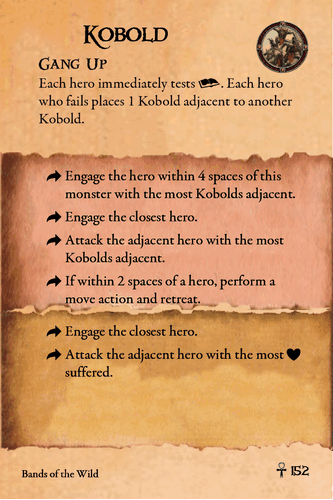 KOBOLD
GANG UP
Each hero immediately tests . Each hero
who fails places 1 Kobold adjacent to another
Kobold.
Engage the hero within 4 spaces of this
monster with the most Kobolds adjacent.
Engage the closest hero.
Attack the adjacent hero with the most
Kobolds adjacent.
If within 2 spaces of a hero, perform a
move action and retreat.
Engage the closest hero.
Attack the adjacent hero with the most ♥
suffered.
Bands of the Wild
☥ 152